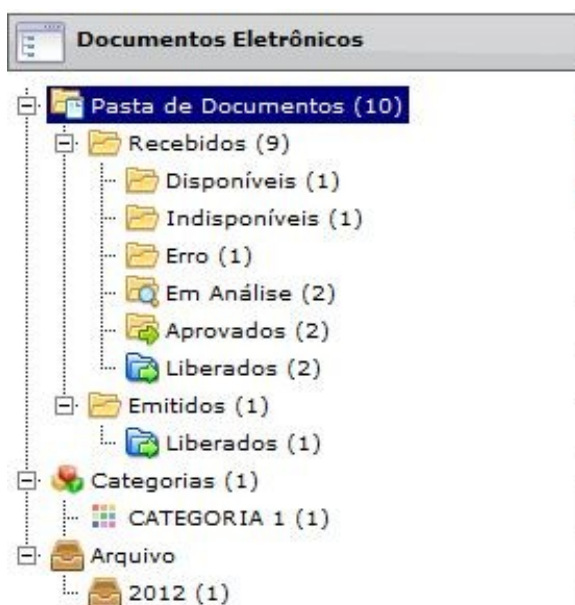 Documentos Eletrônicos
Pasta de Documentos (10)
Recebidos (9)
Disponíveis (1)
Indisponíveis (1)
Erro (1)
Em Análise (2)
Aprovados (2)
Liberados (2)
Emitidos (1)
Liberados (1)
Categorias (1)
CATEGORIA 1 (1)
Arquivo
2012 (1)